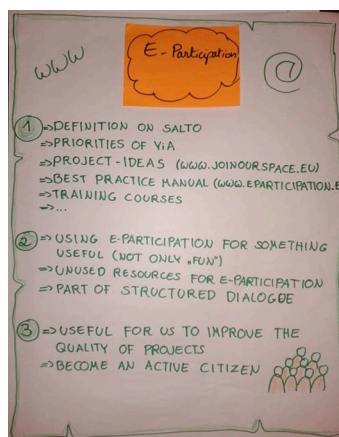 E-Participation
WWW
@
1 ⇒DEFINITION ON SALTO
⇒PRIORITIES OF YiA
⇒PROJECT-IDEAS (WWW.JOINOURSPACE.EU)
⇒BEST PRACTICE MANUAL (WWW.EPARTICIPATION.E
⇒TRAINING COURSES
⇒...
2 ⇒USING E-PARTICIPATION FOR SOMETHING
USEFUL (NOT ONLY „FUN")
⇒UNUSED RESOURCES FOR E-PARTICIPATION
⇒PART OF STRUCTURED DIALOGUE
3 ⇒USEFUL FOR US TO IMPROVE THE
QUALITY OF PROJECTS
⇒BECOME AN ACTIVE CITIZEN